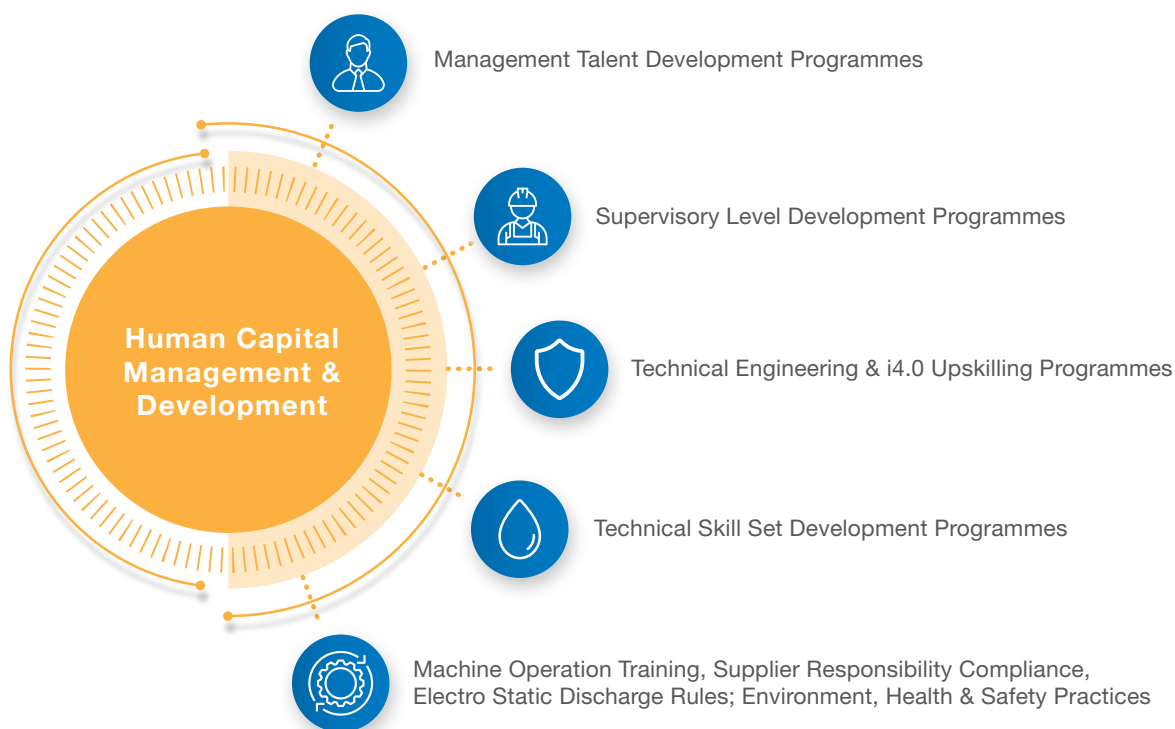 Management Talent Development Programmes
Supervisory Level Development Programmes
Human Capital
Management &
Development
Technical Engineering & i4.0 Upskilling Programmes
Technical Skill Set Development Programmes
Machine Operation Training, Supplier Responsibility Compliance,
Electro Static Discharge Rules; Environment, Health & Safety Practices